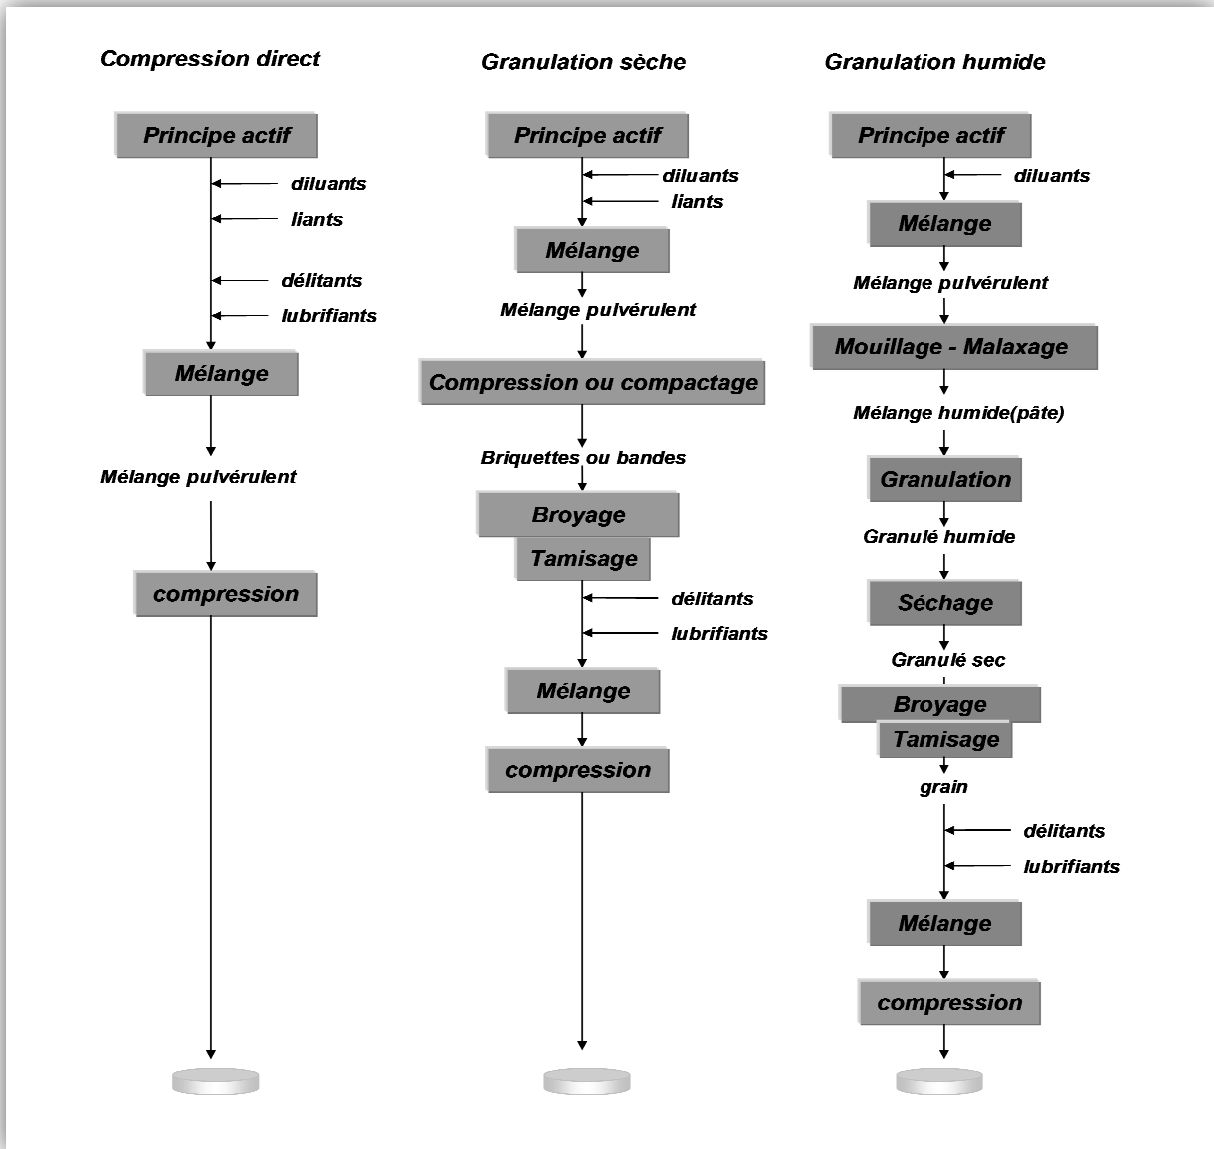 Compression direct
Principe actif
diluants
liants
délitants
lubrifiants
Mélange
Mélange pulvérulent
compression
Granulation sèche
Principe actif
diluants
liants
Mélange
Mélange pulvérulent
Compression ou compactage
Briquettes ou bandes
Broyage
Tamisage
délitants
lubrifiants
Mélange
compression
Granulation humide
Principe actif
diluants
Mélange
Mélange pulvérulent
Mouillage - Malaxage
Mélange humide(pâte)
Granulation
Granulé humide
Séchage
Granulé sec
Broyage
Tamisage
grain
délitants
lubrifiants
Mélange
compression